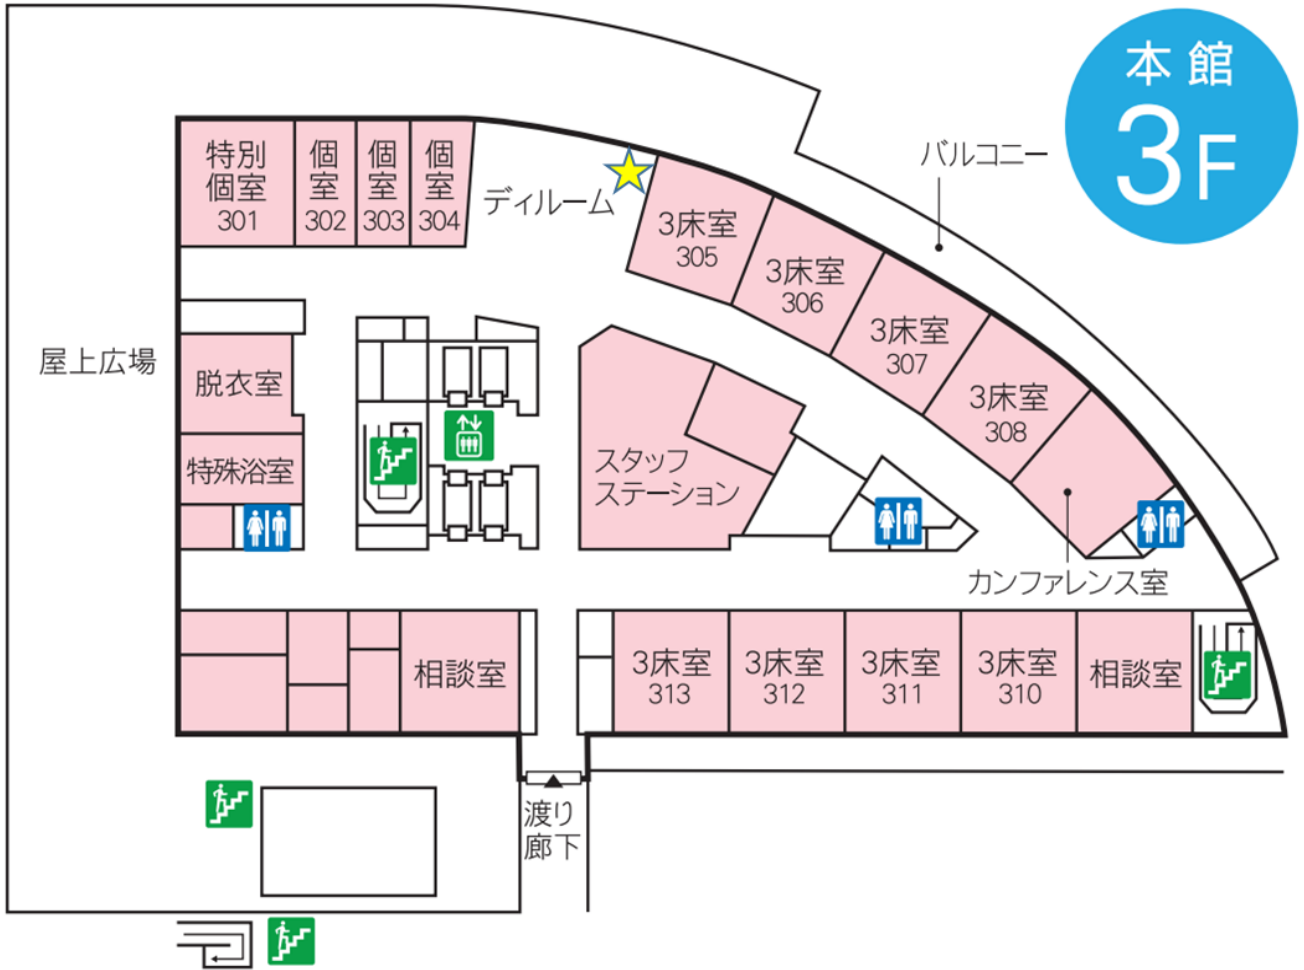 本館
3F
バルコニー
特別
個室
301
個
室
302
個
室
303
個
室
304
ディルーム
3床室
305
3床室
306
3床室
307
3床室
308
屋上広場
脱衣室
特殊浴室
スタッフ
ステーション
カンファレンス室
相談室
3床室
313
3床室
312
3床室
311
3床室
310
相談室
渡り
廊下